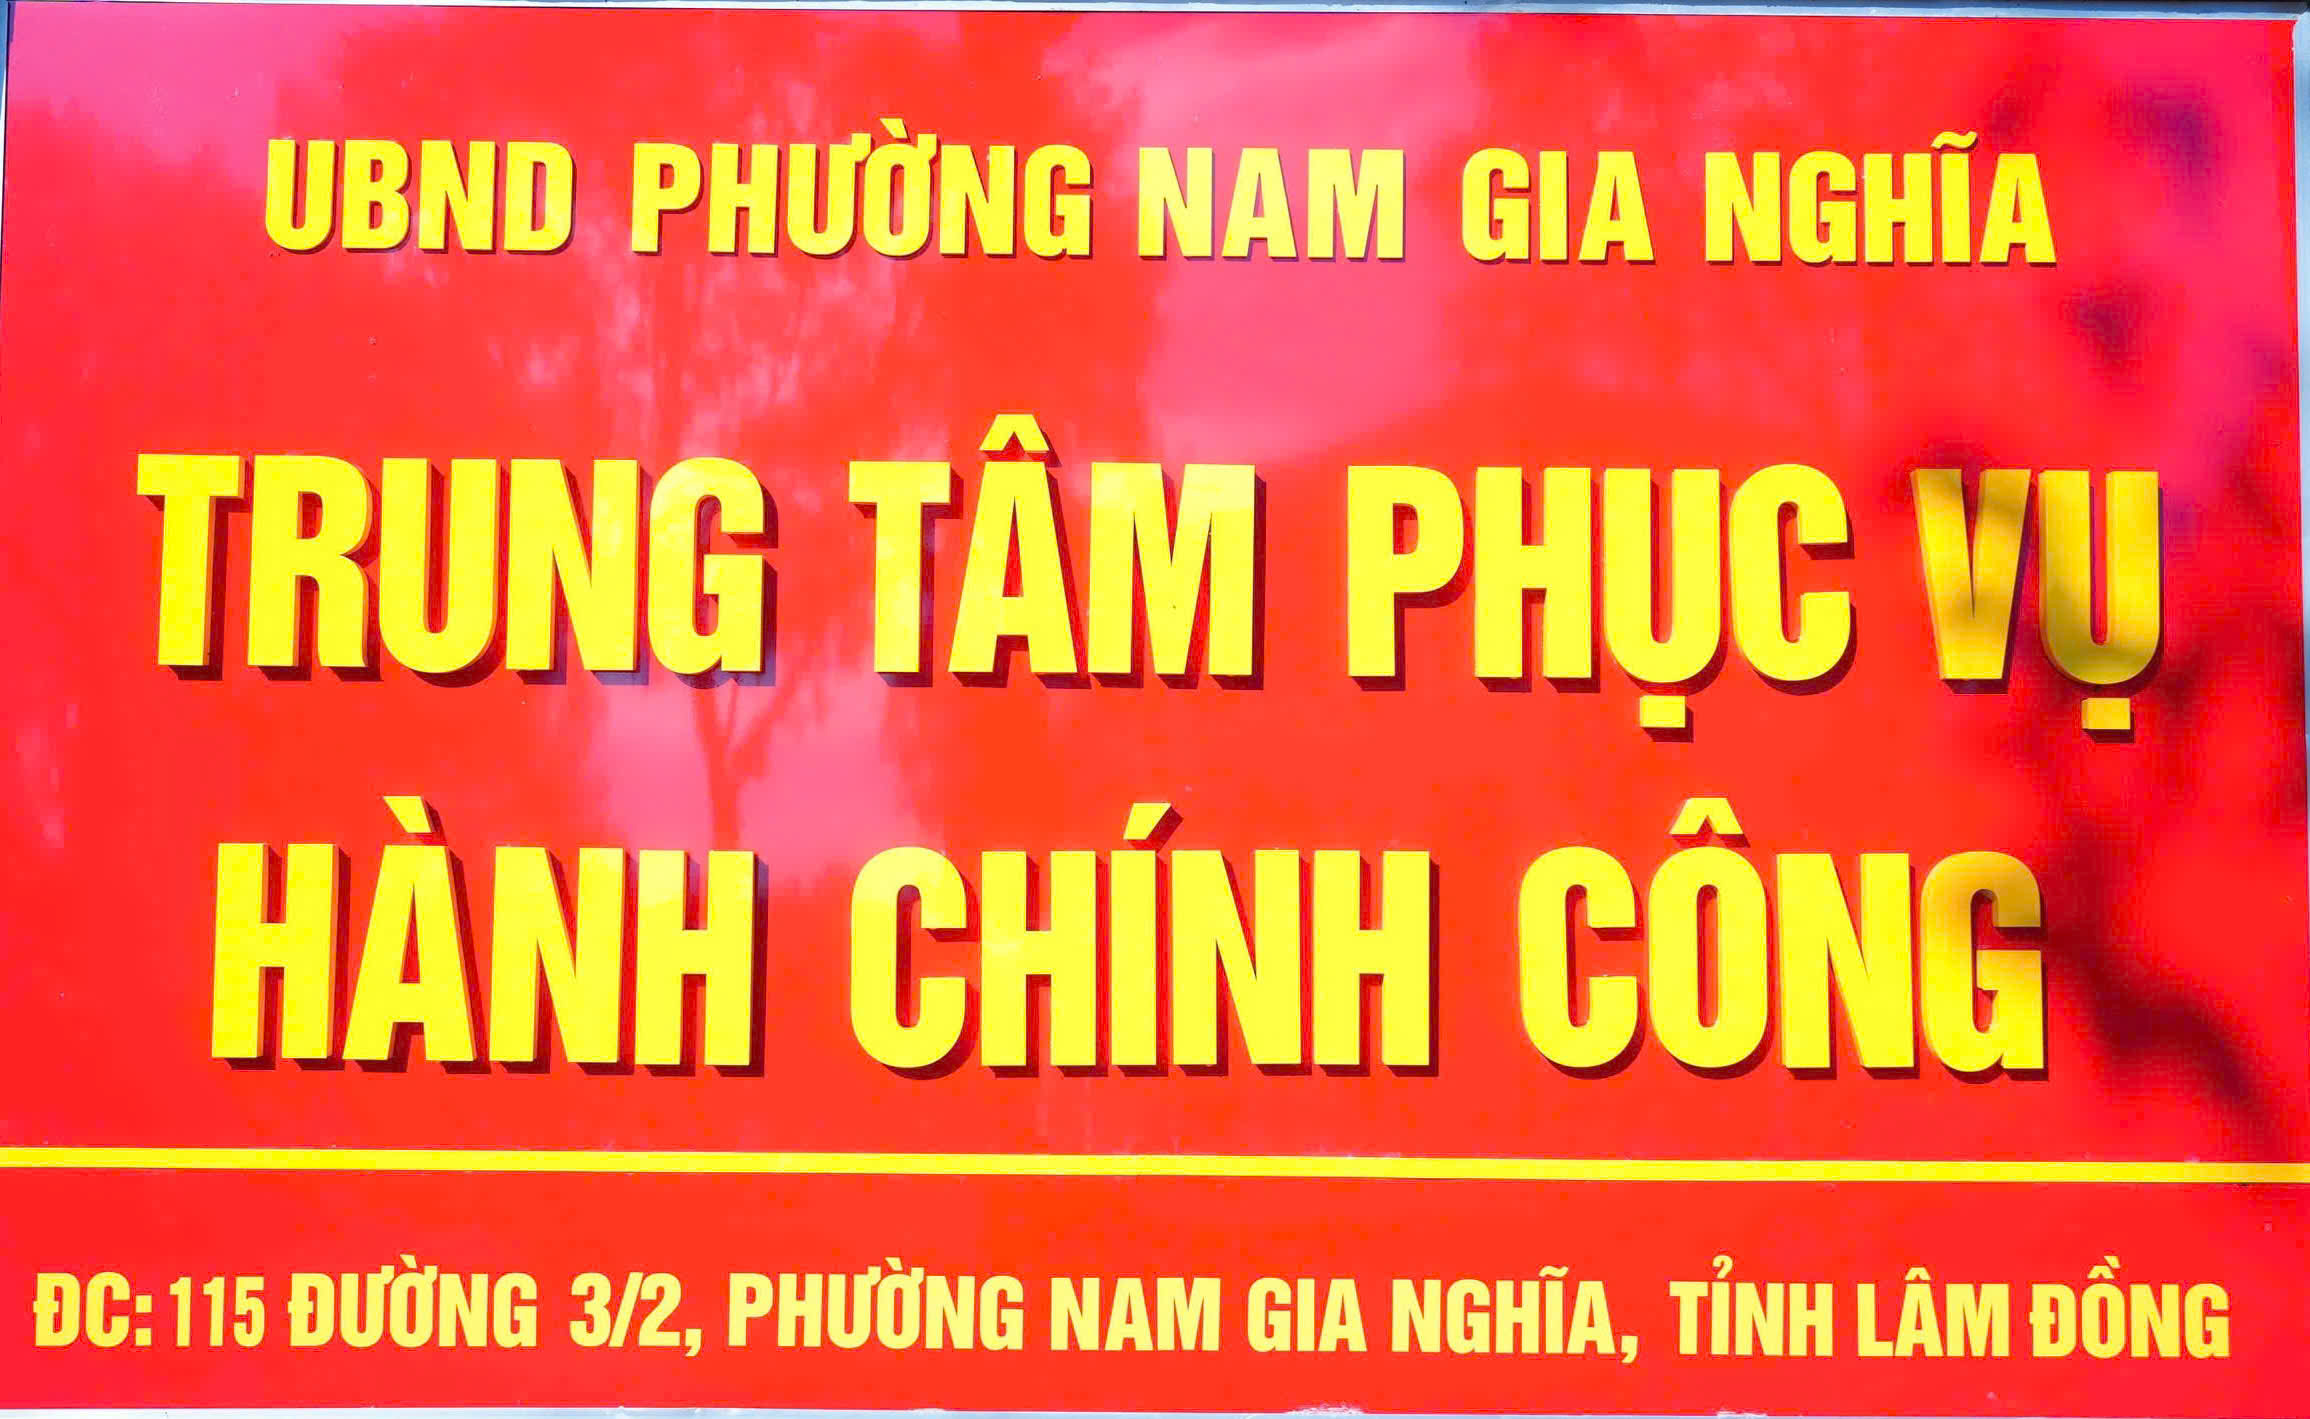 UBND PHƯỜNG NAM GIA NGHĨA
TRUNG TÂM PHỤC VỤ
HÀNH CHÍNH CÔNG
ĐC: 115 ĐƯỜNG 3/2, PHƯỜNG NAM GIA NGHĨA, TỈNH LÂM ĐỒNG